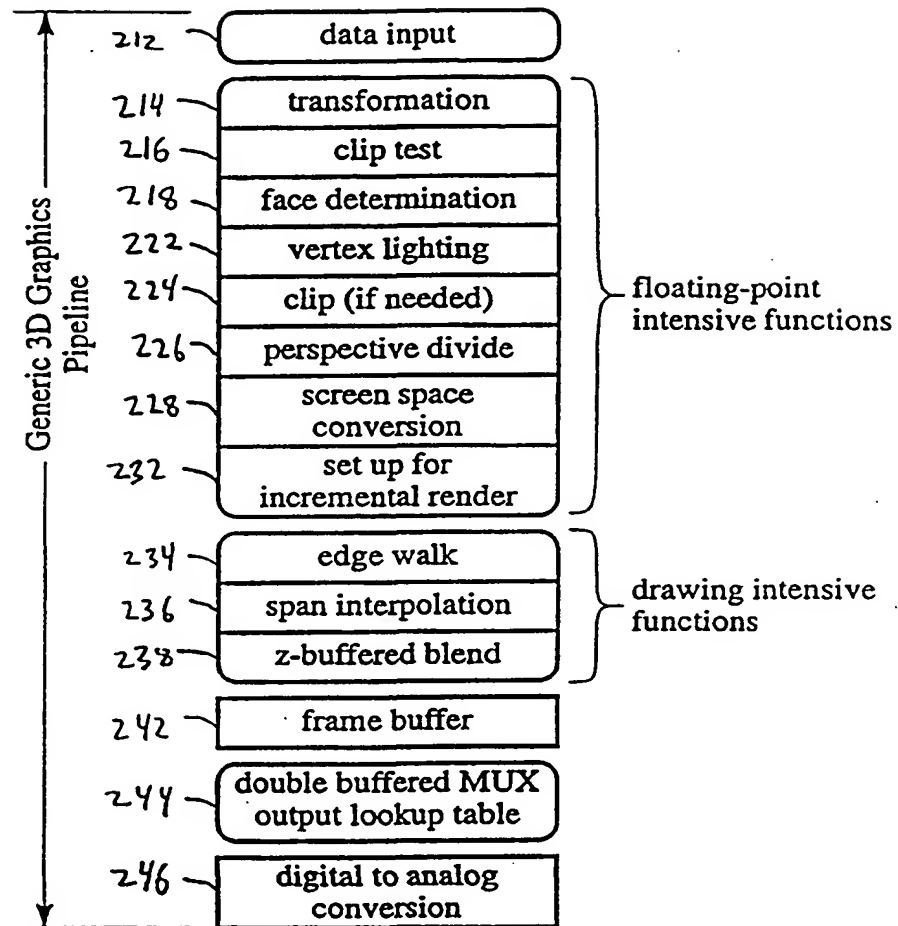 Generic 3D Graphics
Pipeline
212
data input
214
transformation
216
clip test
218
face determination
222
vertex lighting
224
clip (if needed)
226
perspective divide
228
screen space
conversion
232
set up for
incremental render
floating-point
intensive functions
234
edge walk
236
span interpolation
238
z-buffered blend
drawing intensive
functions
242
frame buffer
244
double buffered MUX
output lookup table
246
digital to analog
conversion